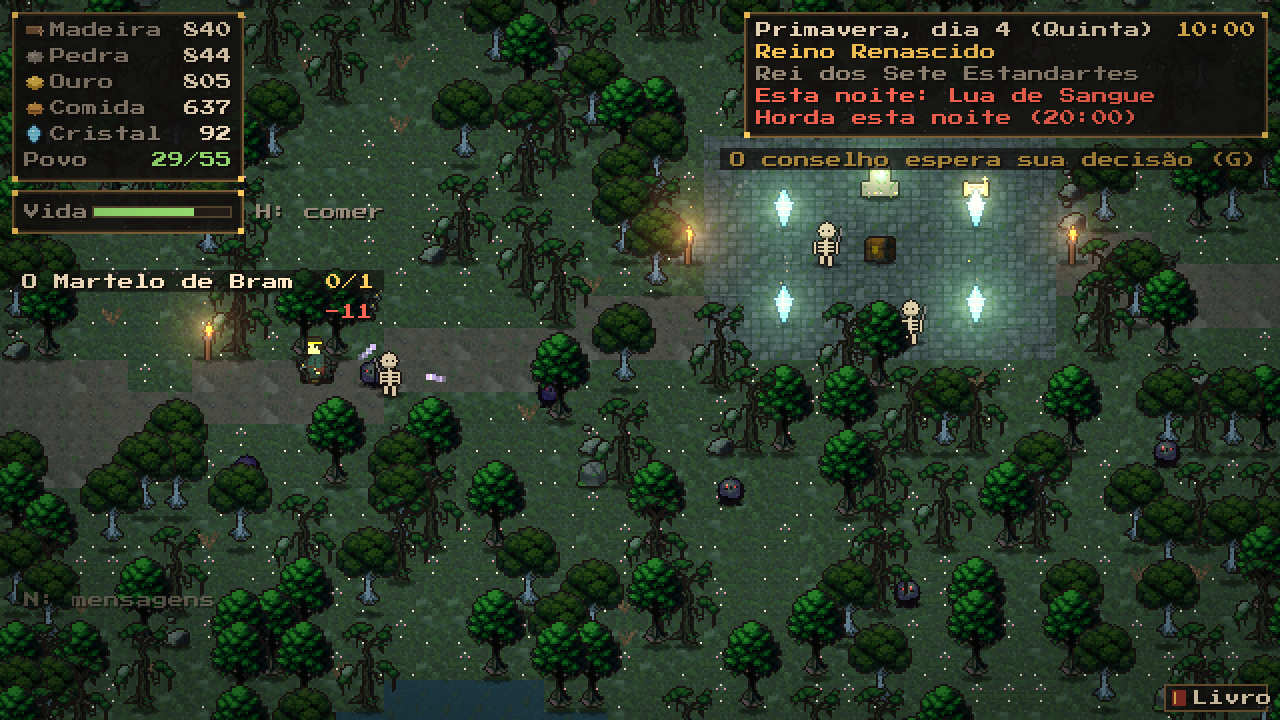 Madeira 840
Pedra 844
Ouro 805
Comida 637
Cristal 92
Povo 29/55
Vida
H: comer
O Martelo de Bram 0/1
-11
Primavera, dia 4 (Quinta) 10:00
Reino Renascido
Rei dos Sete Estandartes
Esta noite: Lua de Sangue
Horda esta noite (20:00)
O conselho espera sua decisão (G)
N: mensagens
Livro